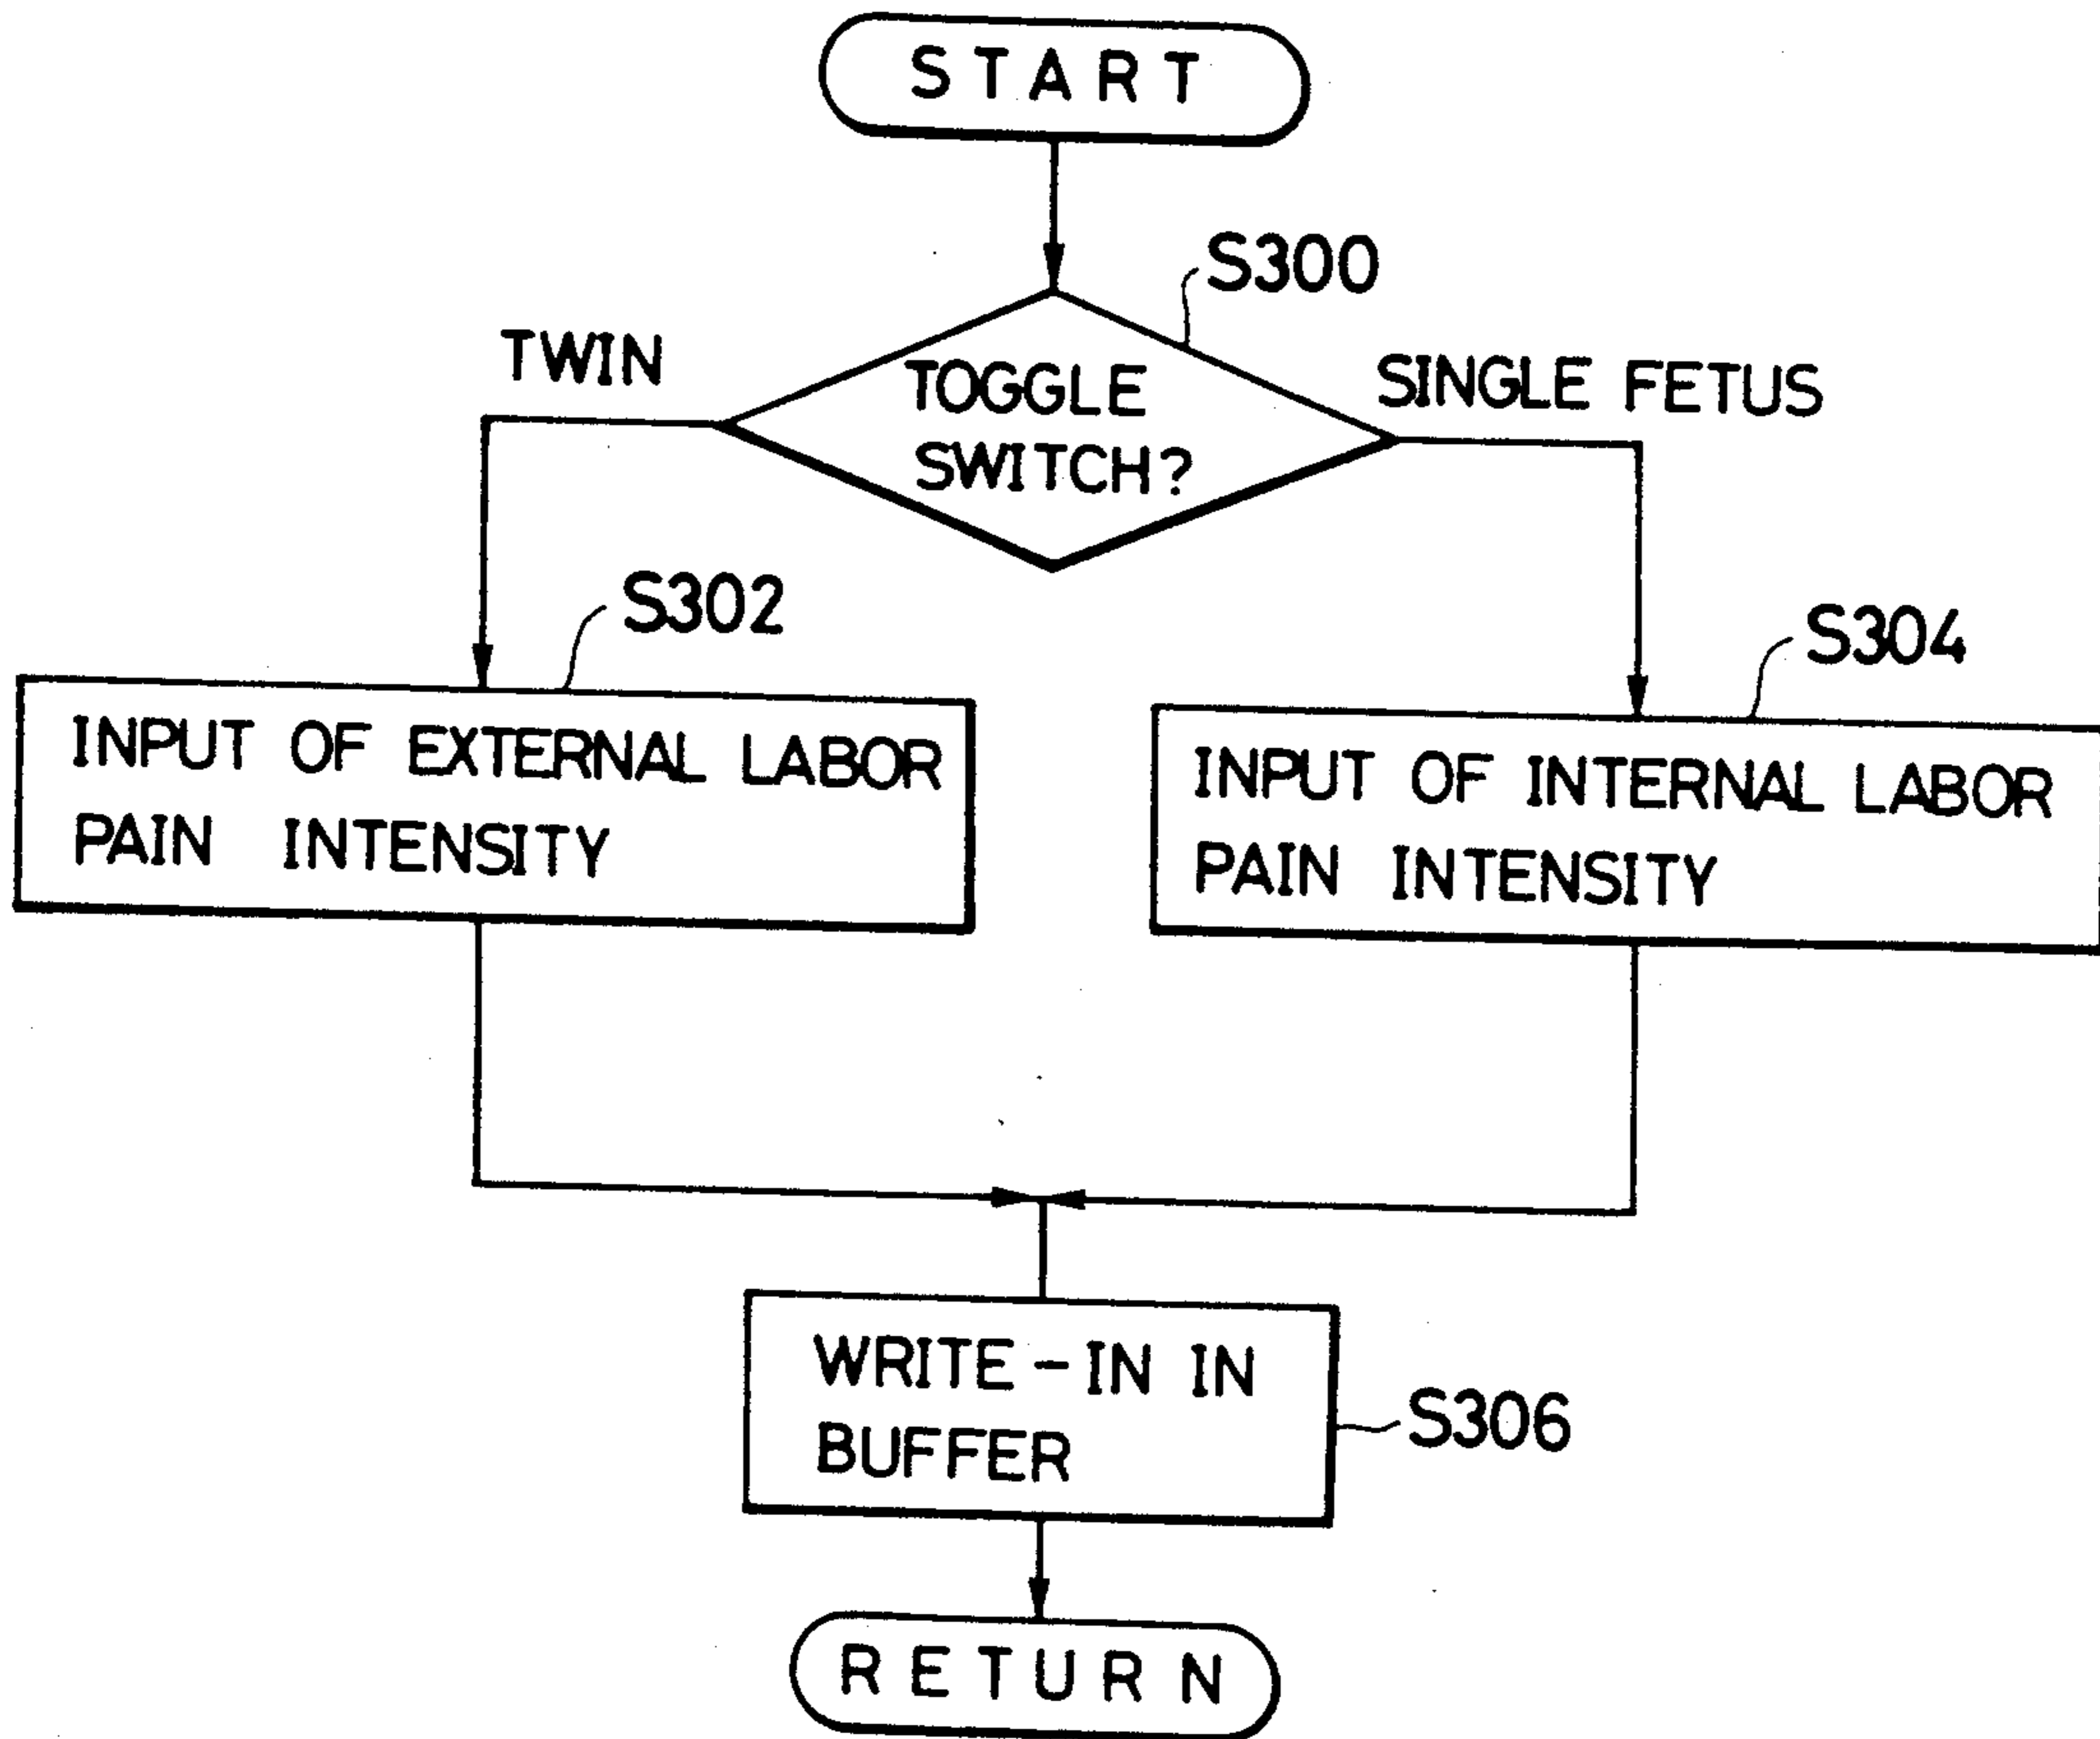 START
S300
TWIN
TOGGLE
SWITCH?
SINGLE FETUS
S302
S304
INPUT OF EXTERNAL LABOR
PAIN INTENSITY
INPUT OF INTERNAL LABOR
PAIN INTENSITY
WRITE-IN IN
BUFFER
S306
RETURN